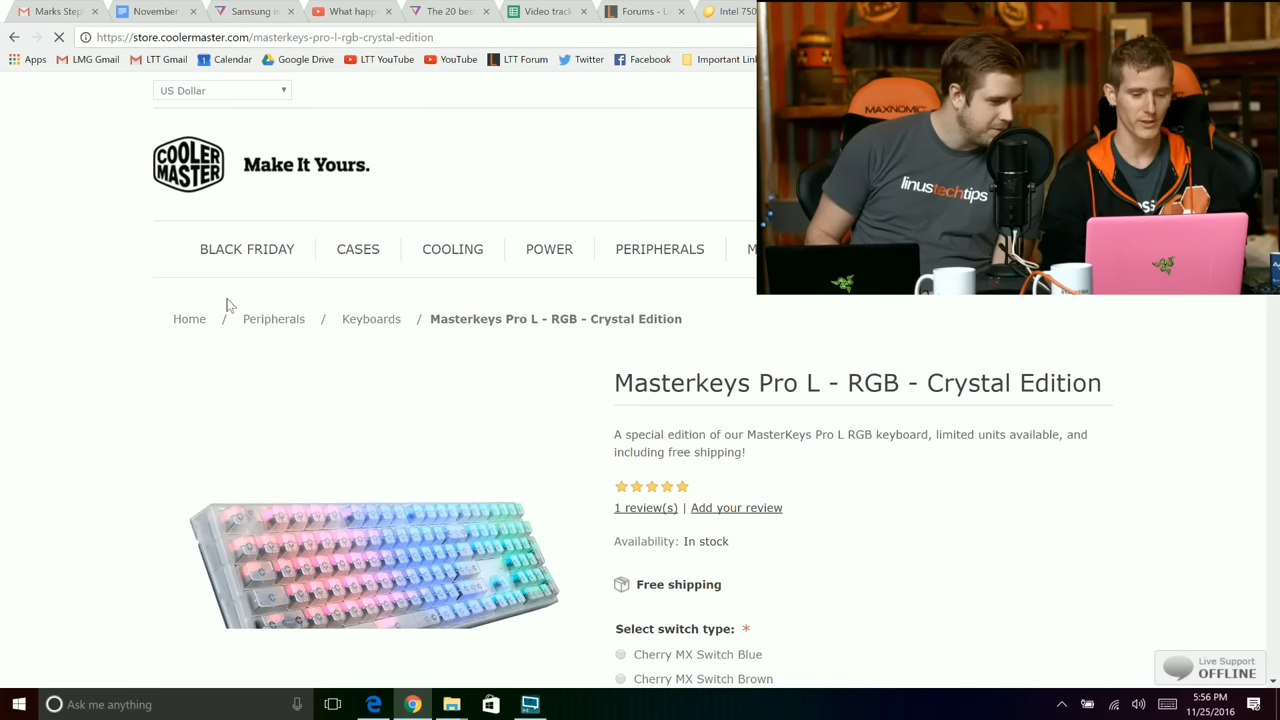 Marks Step
November
Samsung is
What happ
The 20 bes
Video track
Forums - Li
Intel 750
https://store.coolermaster.com/masterkeys-pro-l-rgb-crystal-edition
Apps
LMG Gmail
LTT Gmail
Calendar
Google Drive
LTT YouTube
YouTube
LTT Forum
Twitter
Facebook
Important Lin
US Dollar
COOLER
MASTER
Make It Yours.
MAXNOMIC
linustechtips
BLACK FRIDAY
CASES
COOLING
POWER
PERIPHERALS
M
Home / Peripherals / Keyboards / Masterkeys Pro L - RGB - Crystal Edition
Masterkeys Pro L - RGB - Crystal Edition
A special edition of our MasterKeys Pro L RGB keyboard, limited units available, and
including free shipping!
1 review(s) | Add your review
Availability: In stock
Free shipping
Select switch type: *
Cherry MX Switch Blue
Cherry MX Switch Brown
Live Support
OFFLINE
Ask me anything
5:56 PM
11/25/2016